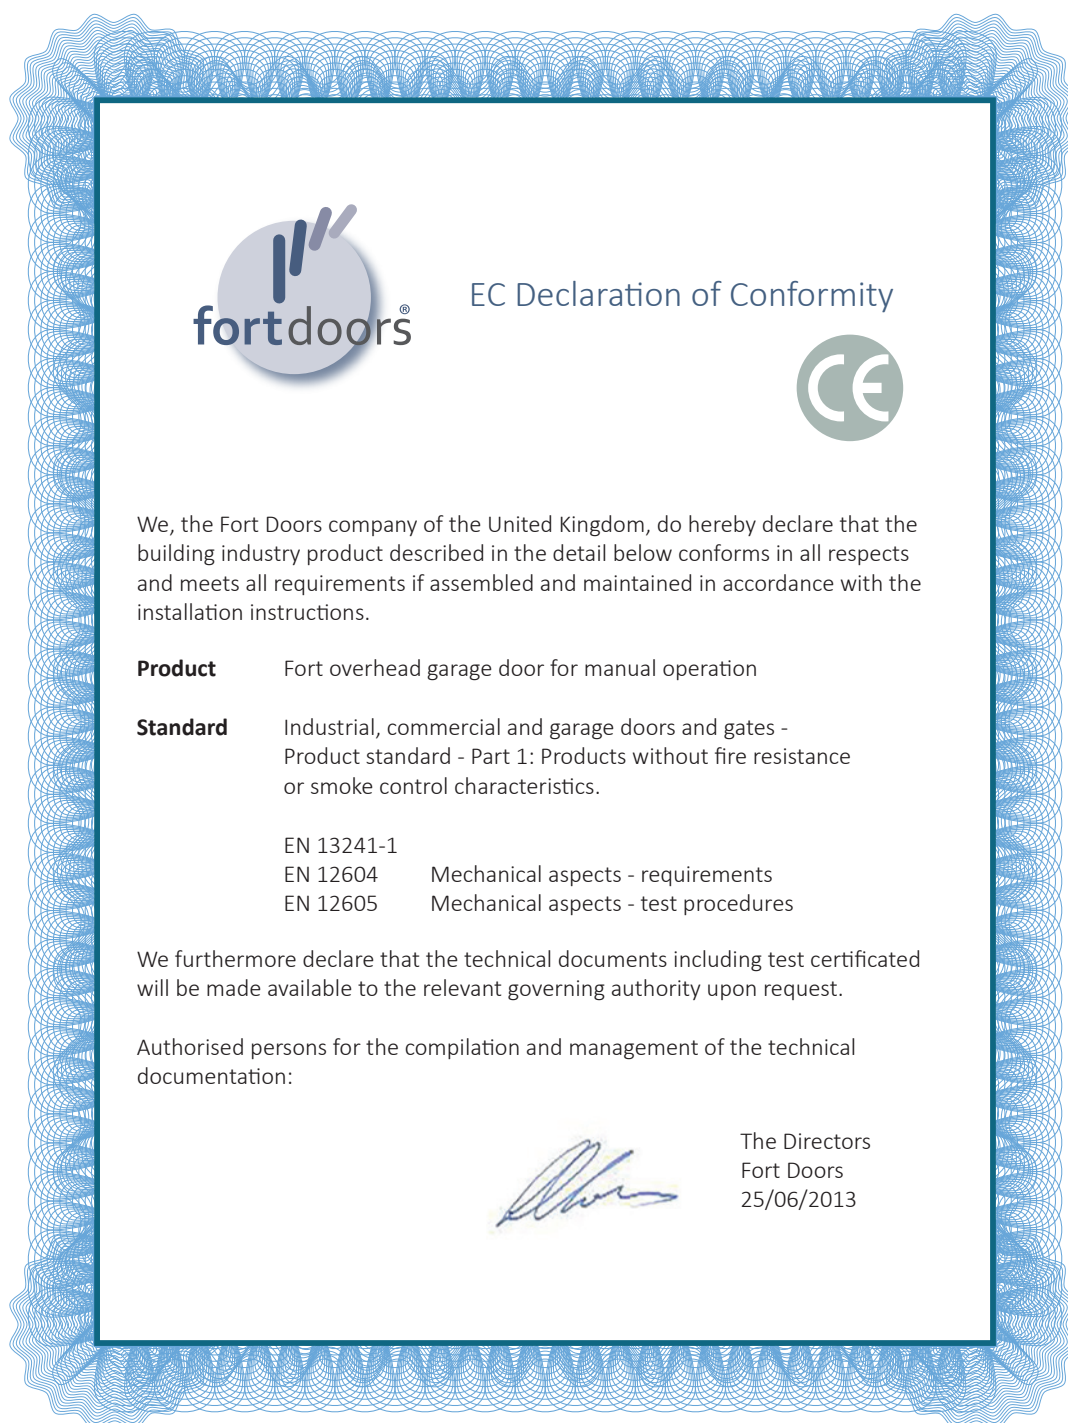 fortdoors®
EC Declaration of Conformity
CE
We, the Fort Doors company of the United Kingdom, do hereby declare that the
building industry product described in the detail below conforms in all respects
and meets all requirements if assembled and maintained in accordance with the
installation instructions.
Product Fort overhead garage door for manual operation
Standard Industrial, commercial and garage doors and gates -
Product standard - Part 1: Products without fire resistance
or smoke control characteristics.
EN 13241-1
EN 12604 Mechanical aspects - requirements
EN 12605 Mechanical aspects - test procedures
We furthermore declare that the technical documents including test certificated
will be made available to the relevant governing authority upon request.
Authorised persons for the compilation and management of the technical
documentation:
The Directors
Fort Doors
25/06/2013